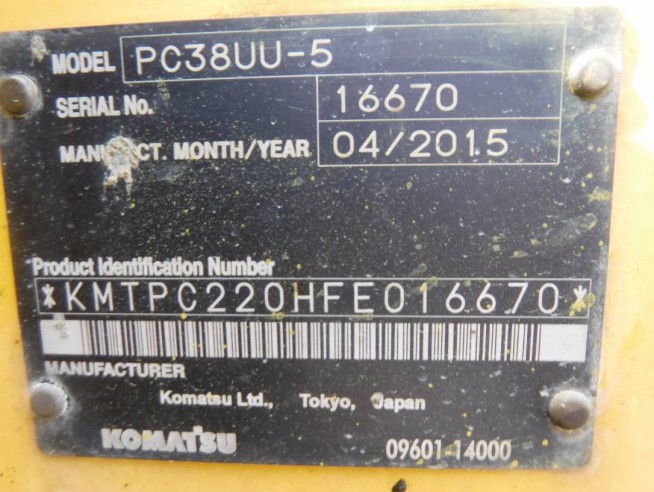 MODEL PC38UU-5
SERIAL No. 16670
MANUFACT. MONTH/YEAR 04/2015
Product Identification Number
*KMTPC220HFE016670*
MANUFACTURER
Komatsu Ltd., Tokyo, Japan
KOMATSU 09601-14000